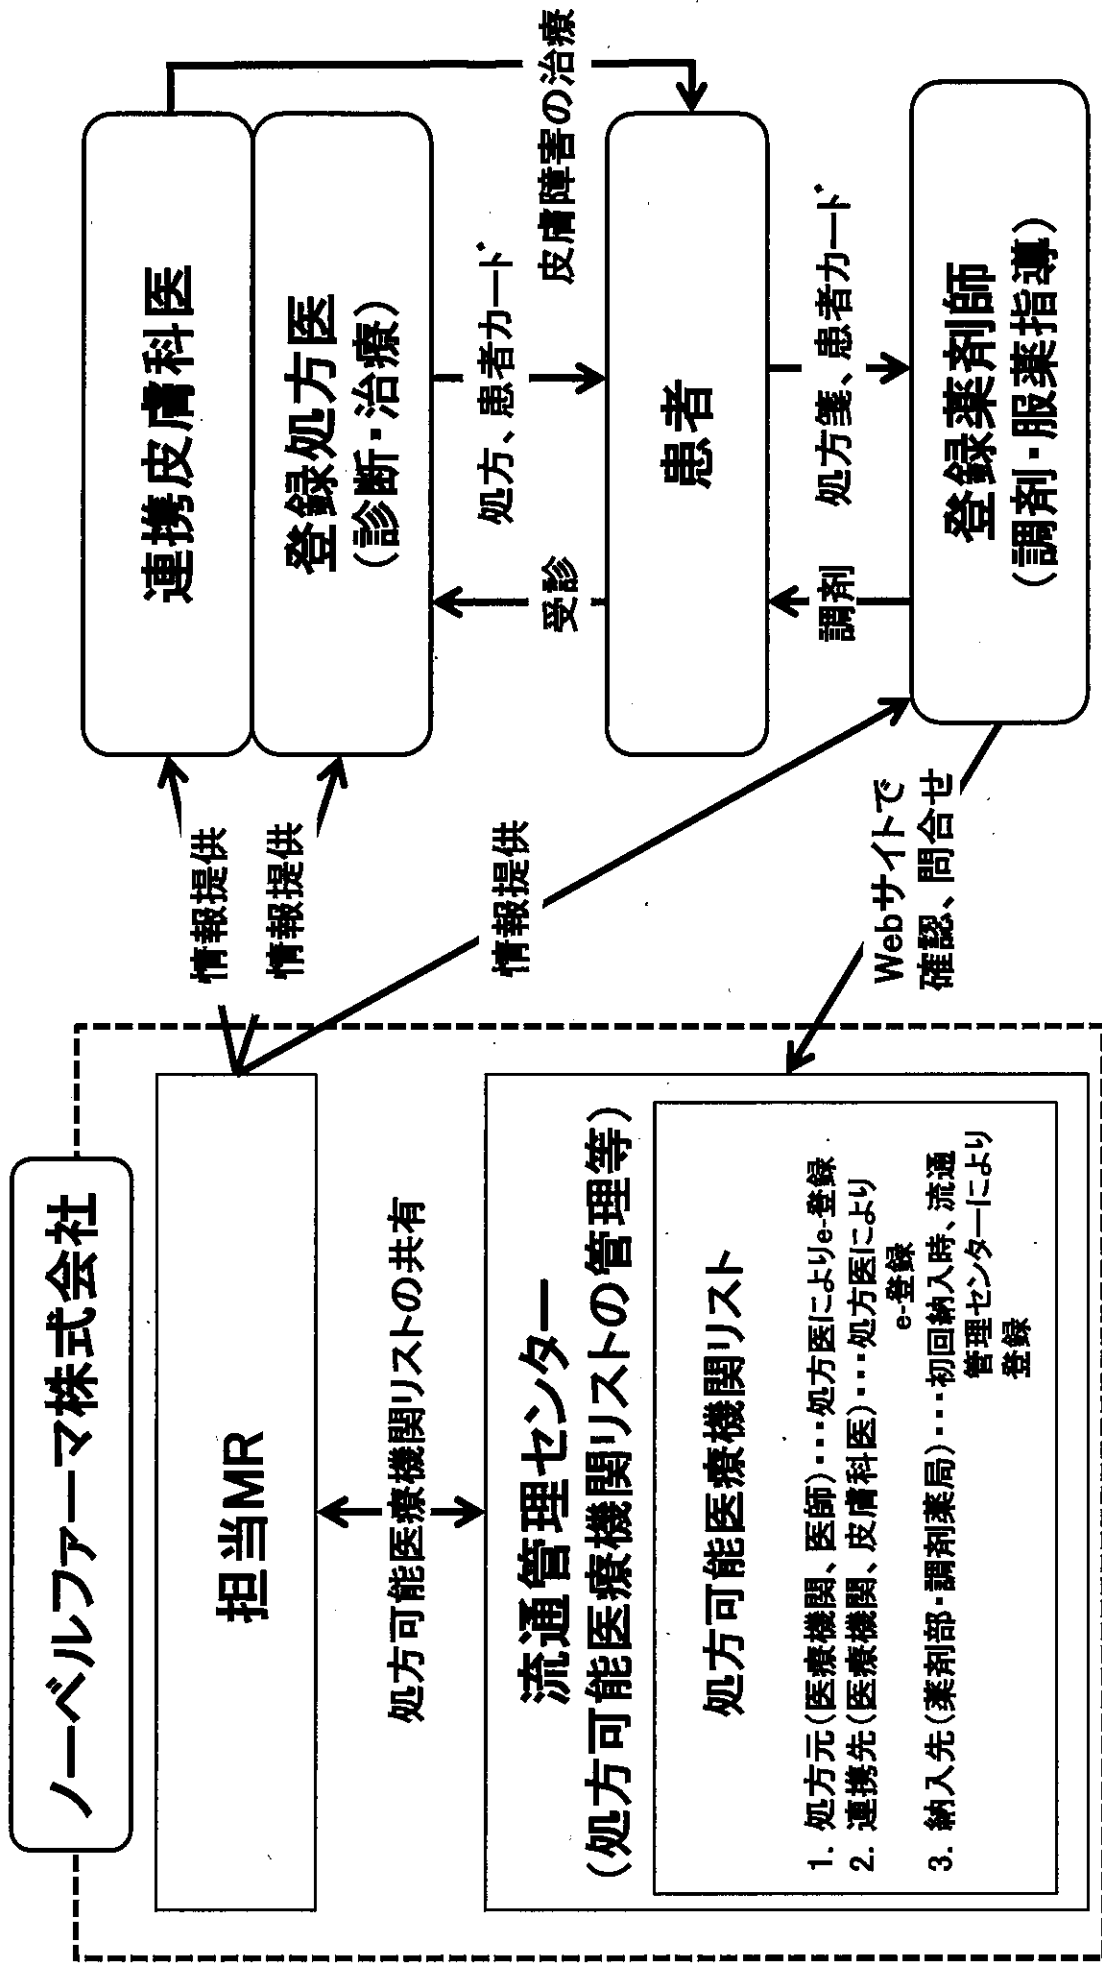 ノーベルファーマ株式会社
担当MR
処方可能医療機関リストの共有
流通管理センター
(処方可能医療機関リストの管理等)
処方可能医療機関リスト
1. 処方元(医療機関、医師)・・・処方医によりe-登録
2. 連携先(医療機関、皮膚科医)・・・処方医により
e-登録
3. 納入先(薬剤部・調剤薬局)・・・初回納入時、流通
管理センターにより
登録
情報提供
情報提供
情報提供
Webサイトで
確認、問合せ
連携皮膚科医
登録処方医
(診断・治療)
受診
処方、患者カード
皮膚障害の治療
患者
調剤
処方箋、患者カード
登録薬剤師
(調剤・服薬指導)